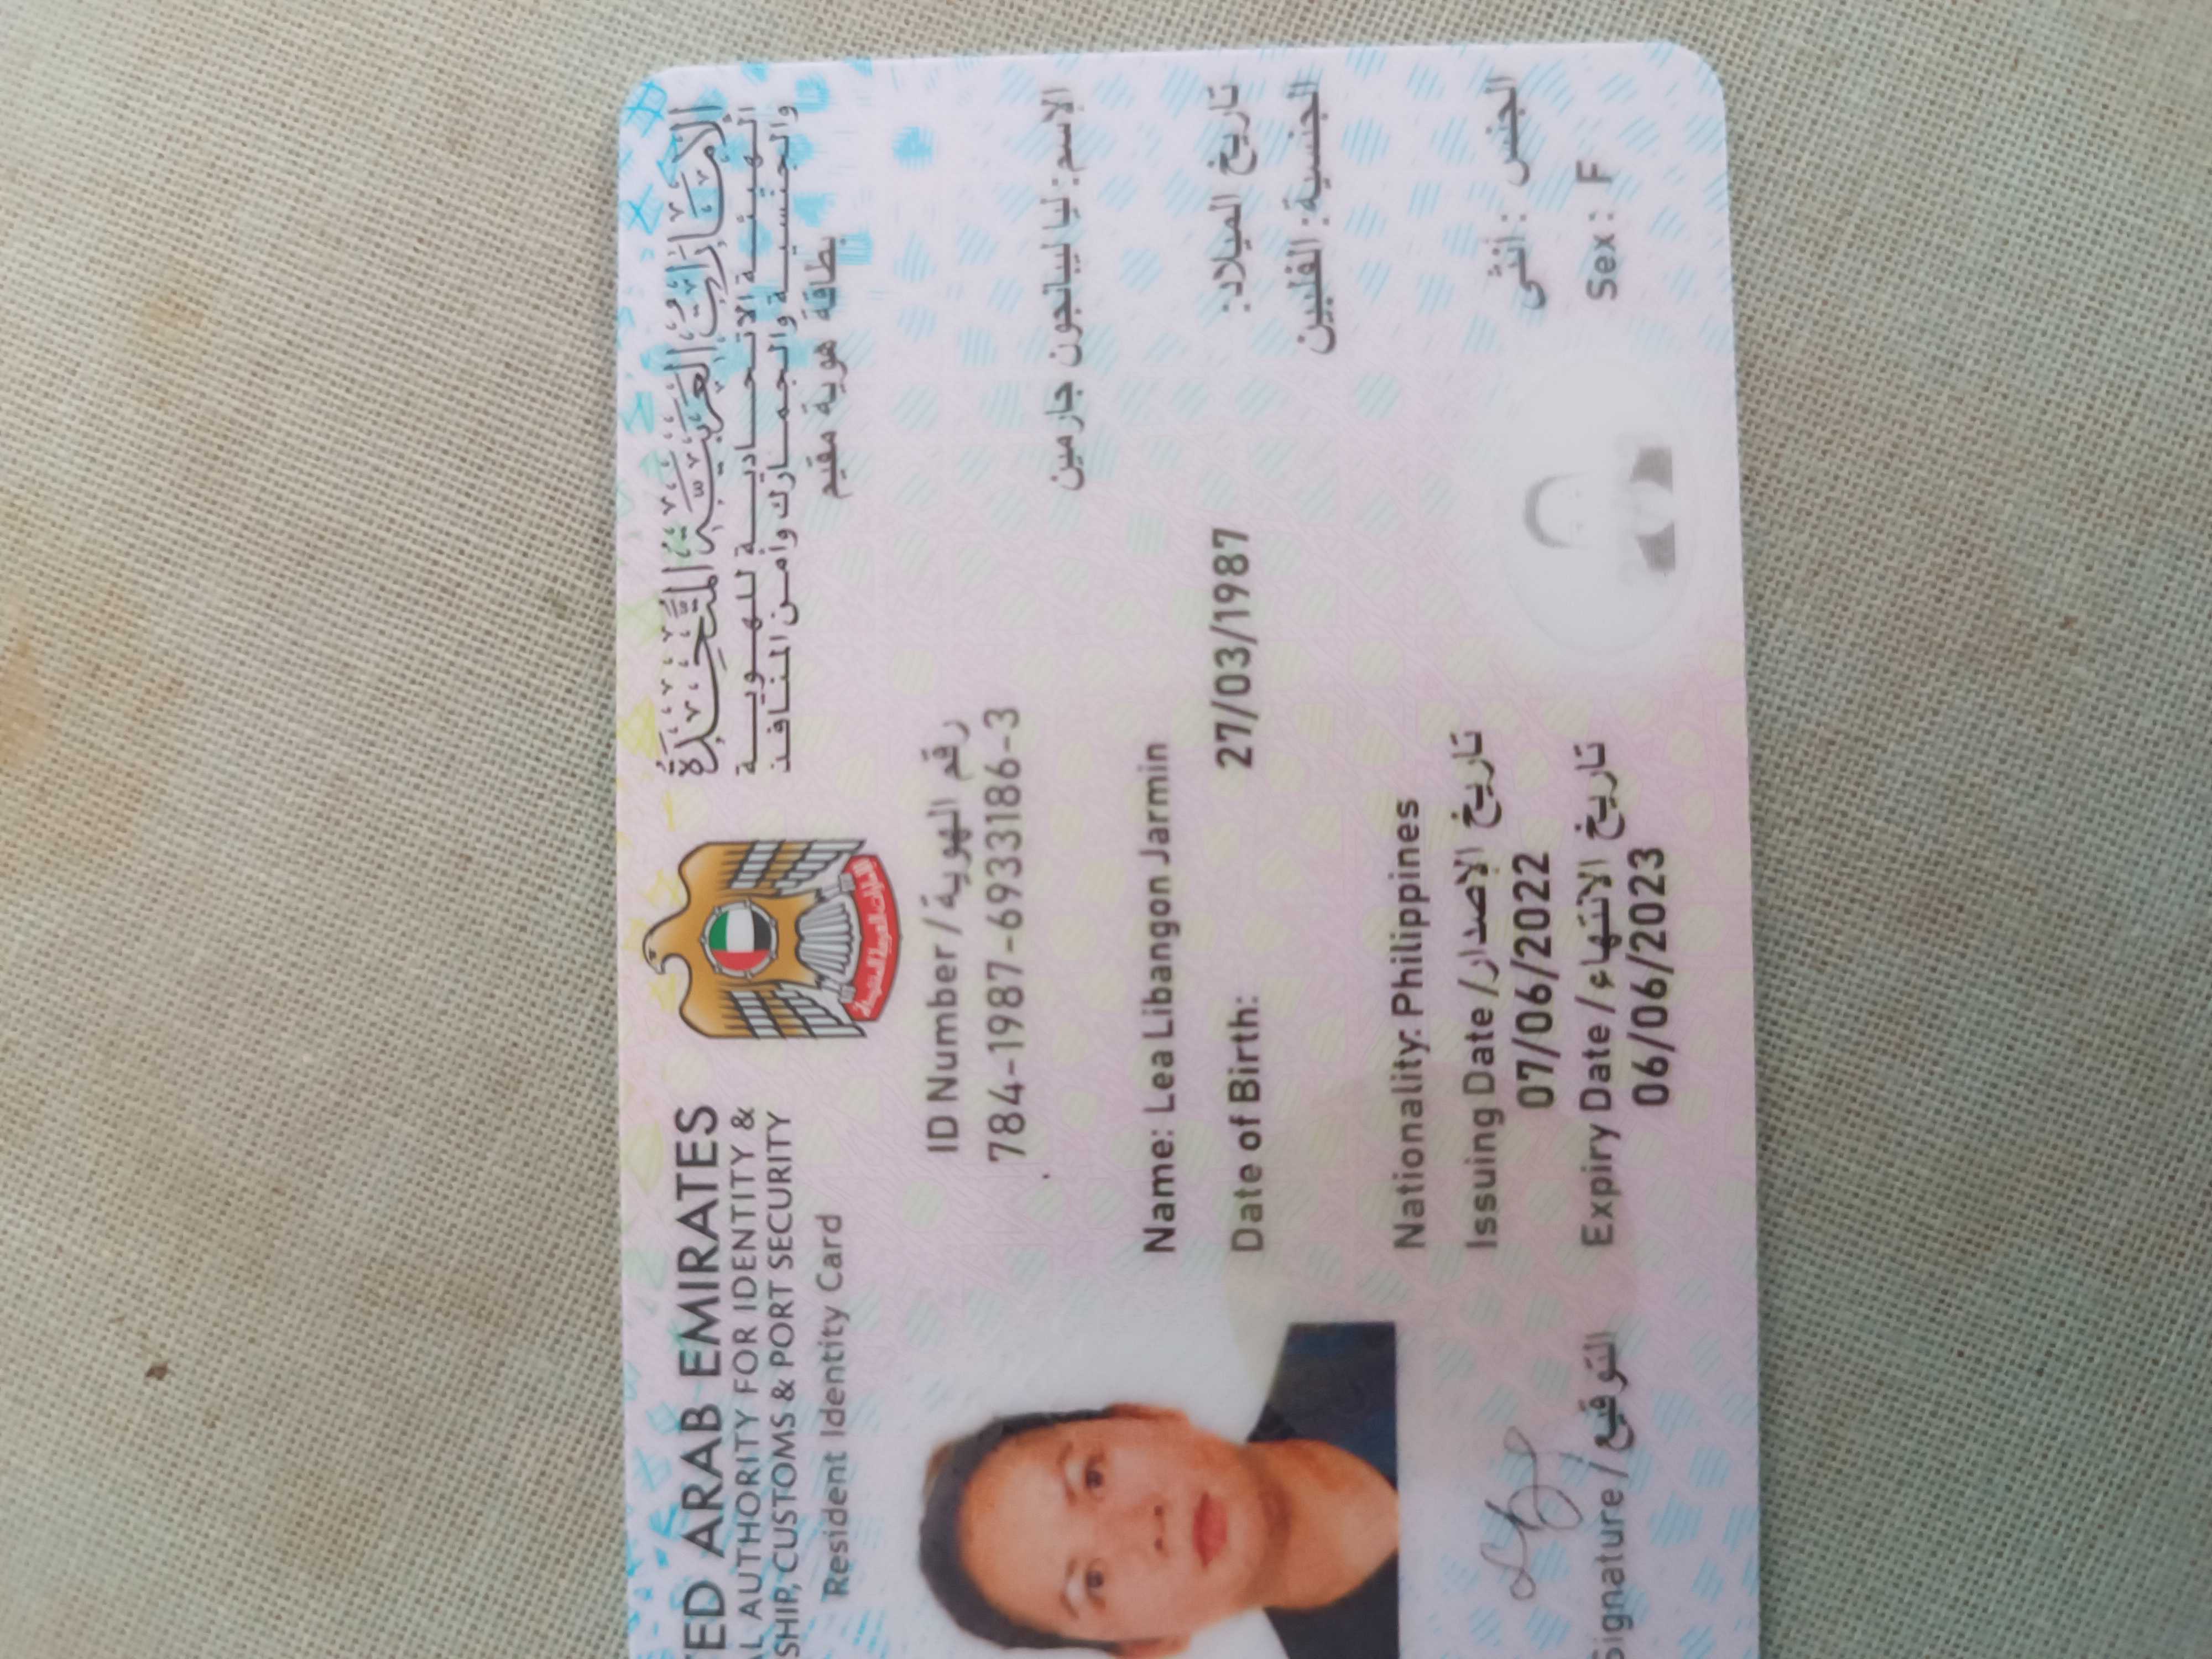 TED ARAB EMIRATES
الإمارات العربية المتحدة
AL AUTHORITY FOR IDENTITY &
الهيئة الاتحادية للهوية
SHIP, CUSTOMS & PORT SECURITY
والجنسية والجمارك وأمن المنافذ
Resident Identity Card
بطاقة هوية مقيم
ID Number / رقم الهوية
784-1987-6933186-3
الاسم: ليا ليبانجون جارمين
Name: Lea Libangon Jarmin
Date of Birth: 27/03/1987 تاريخ الميلاد:
الجنسية: الفلبين
Nationality: Philippines
Issuing Date / تاريخ الإصدار
07/06/2022
الجنس : أنثى
Expiry Date / تاريخ الانتهاء
06/06/2023
Sex : F
Signature / التوقيع